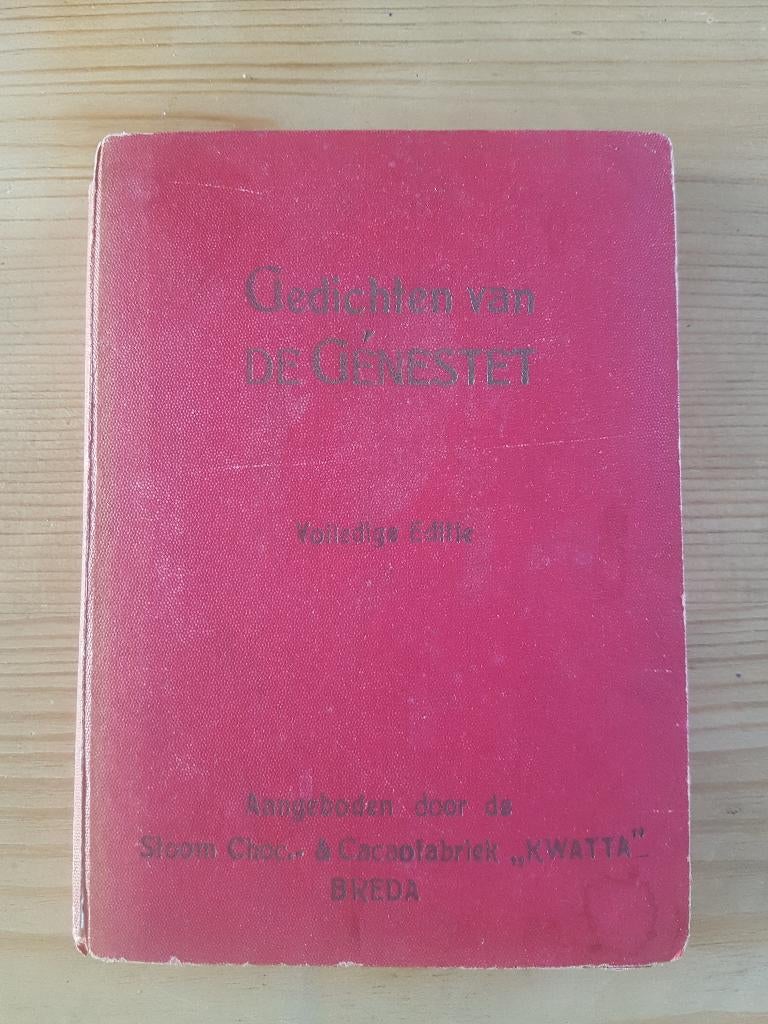 Gedichten van
DE GÉNESTET
Volledige Editie
Aangeboden door de
Stoom Choc.- & Cacaofabriek „KWATTA”
BREDA